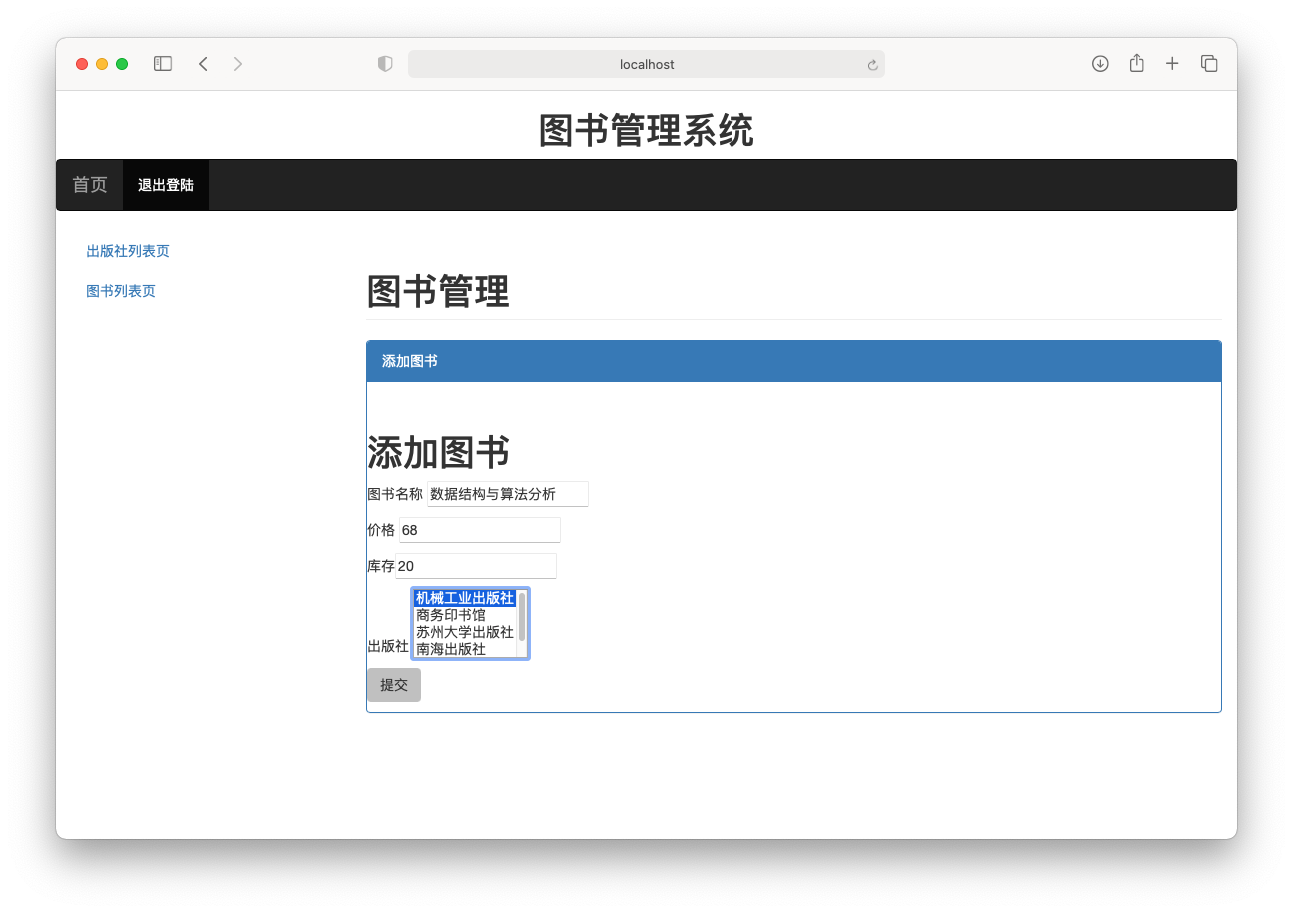 localhost
图书管理系统
首页 退出登陆
出版社列表页
图书列表页
图书管理
添加图书
添加图书
图书名称 数据结构与算法分析
价格 68
库存 20
机械工业出版社
商务印书馆
苏州大学出版社
出版社 南海出版社
提交